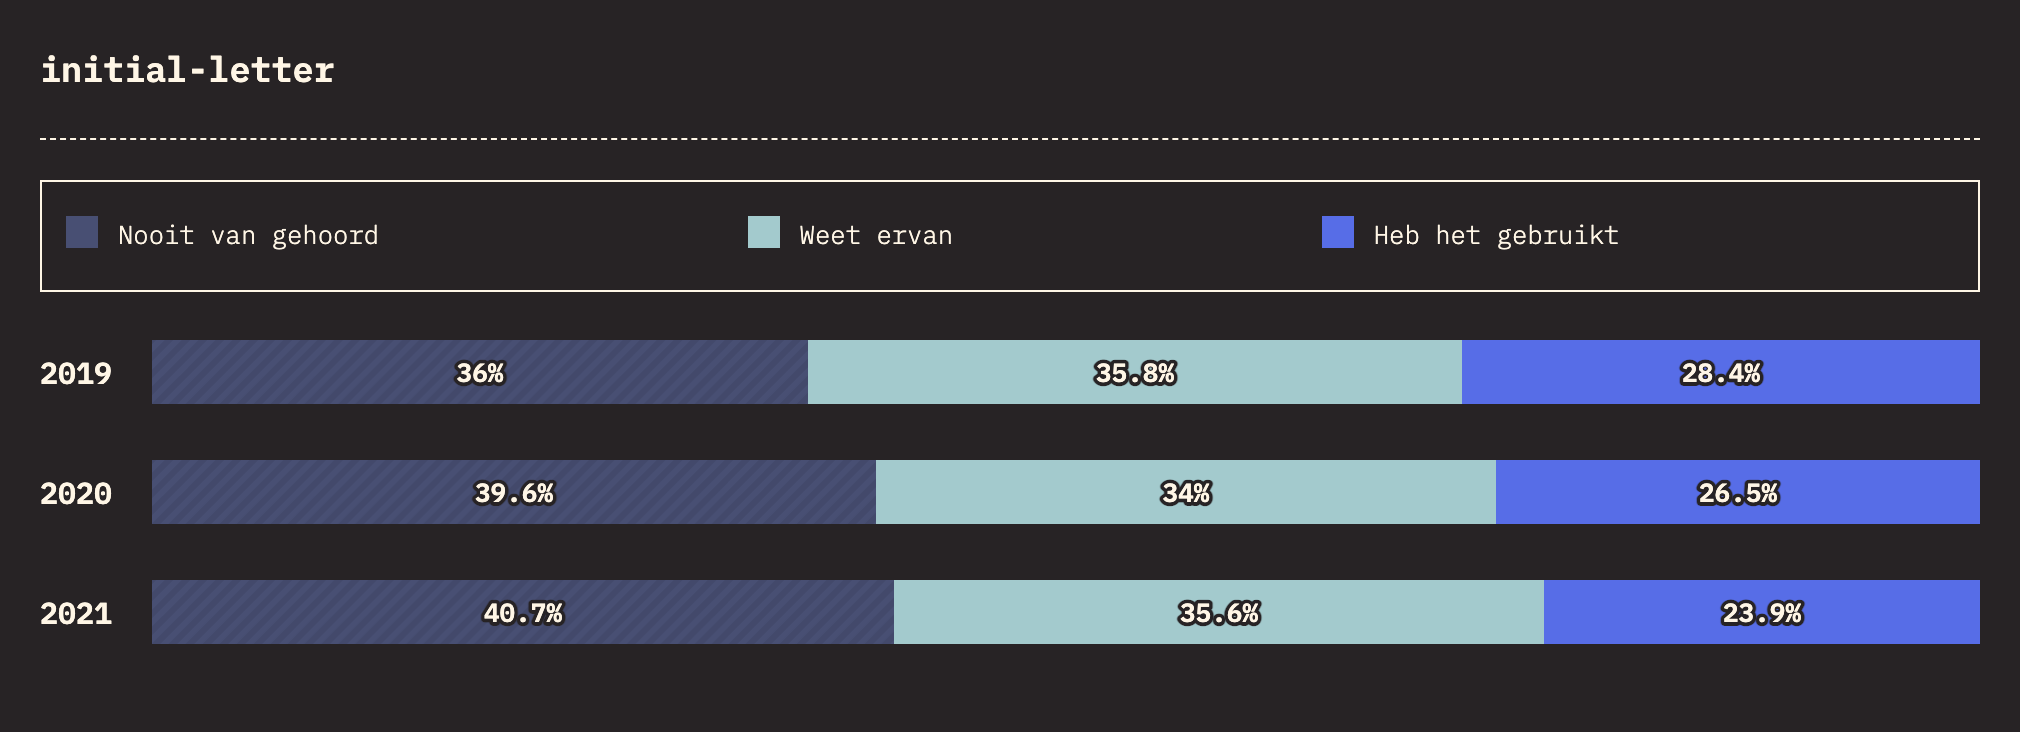 initial-letter
Nooit van gehoord Weet ervan Heb het gebruikt
2019 36% 35.8% 28.4%
2020 39.6% 34% 26.5%
2021 40.7% 35.6% 23.9%